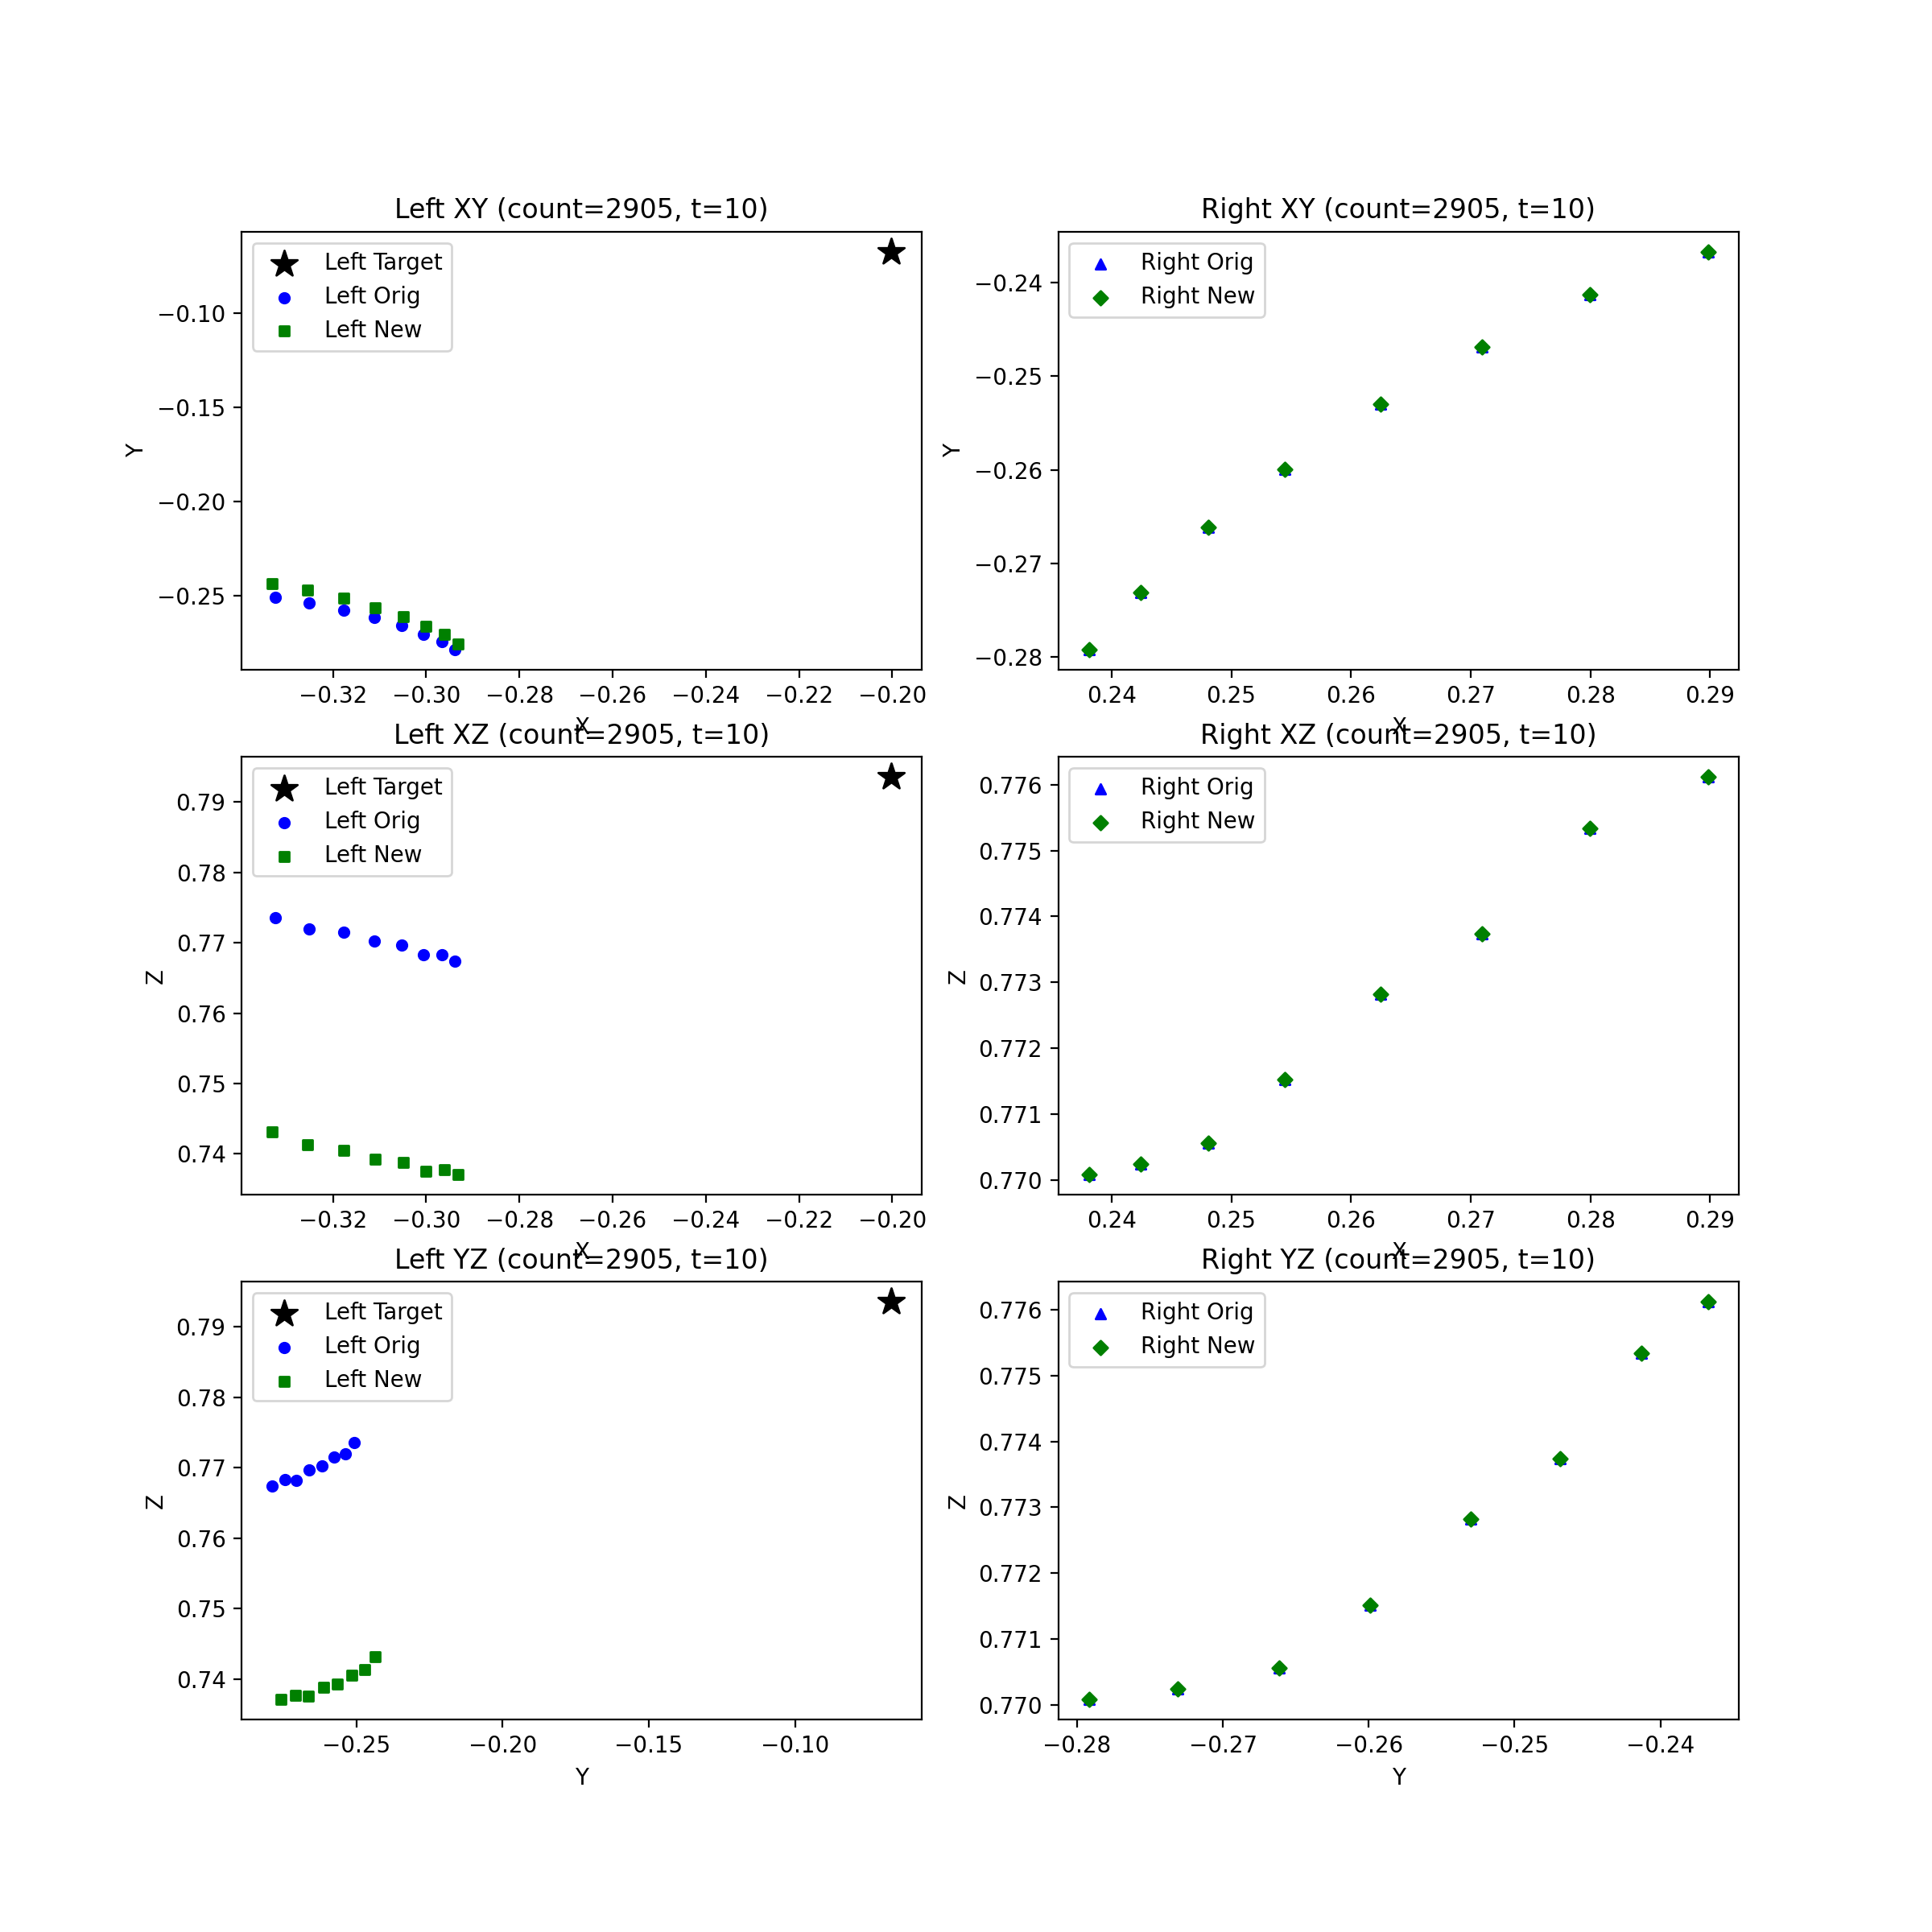 Left XY (count=2905, t=10)
Left Target
Left Orig
Left New
−0.10
−0.15
−0.20
−0.25
Y
−0.32
−0.30
−0.28
−0.26
−0.24
−0.22
−0.20
X
Right XY (count=2905, t=10)
Right Orig
Right New
−0.24
−0.25
−0.26
−0.27
−0.28
Y
0.24
0.25
0.26
0.27
0.28
0.29
X
Left XZ (count=2905, t=10)
Left Target
Left Orig
Left New
0.79
0.78
0.77
0.76
0.75
0.74
Z
−0.32
−0.30
−0.28
−0.26
−0.24
−0.22
−0.20
X
Right XZ (count=2905, t=10)
Right Orig
Right New
0.776
0.775
0.774
0.773
0.772
0.771
0.770
Z
0.24
0.25
0.26
0.27
0.28
0.29
X
Left YZ (count=2905, t=10)
Left Target
Left Orig
Left New
0.79
0.78
0.77
0.76
0.75
0.74
Z
−0.25
−0.20
−0.15
−0.10
Y
Right YZ (count=2905, t=10)
Right Orig
Right New
0.776
0.775
0.774
0.773
0.772
0.771
0.770
Z
−0.28
−0.27
−0.26
−0.25
−0.24
Y